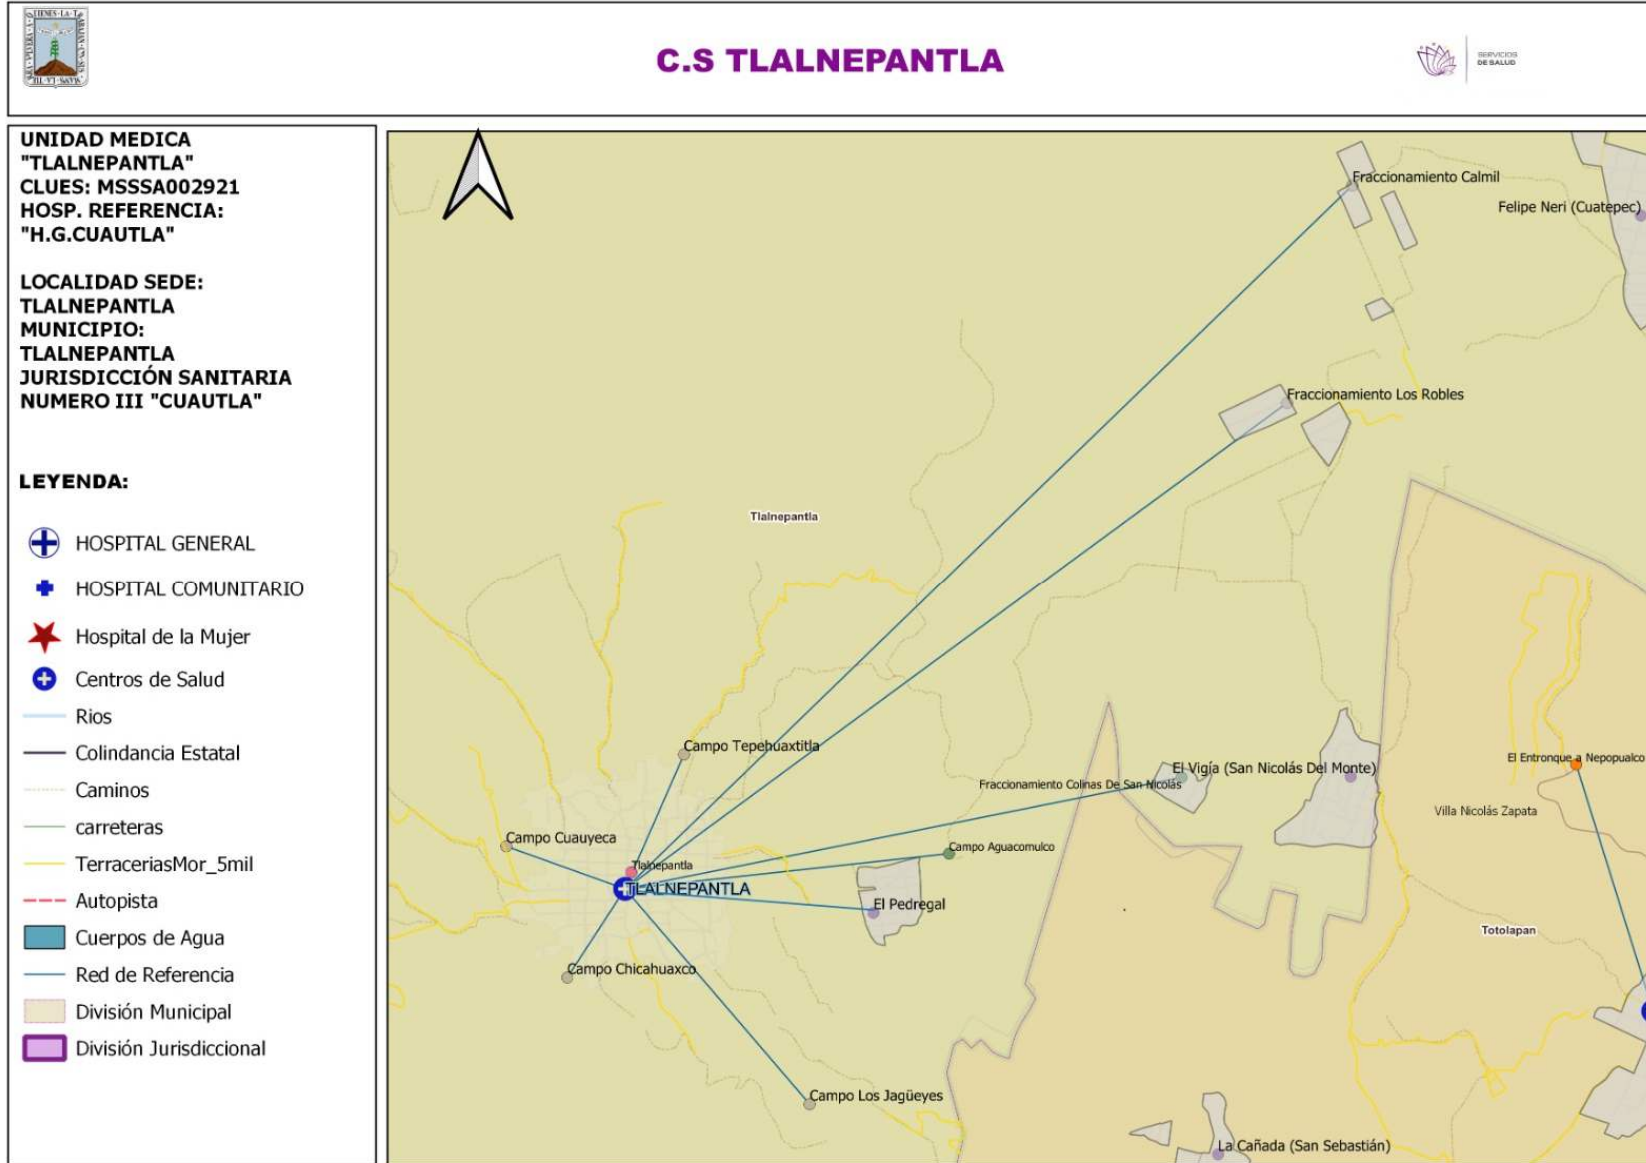 C.S TLALNEPANTLA
SERVICIOS
DE SALUD
UNIDAD MEDICA
"TLALNEPANTLA"
CLUES: MSSSA002921
HOSP. REFERENCIA:
"H.G.CUAUTLA"
LOCALIDAD SEDE:
TLALNEPANTLA
MUNICIPIO:
TLALNEPANTLA
JURISDICCIÓN SANITARIA
NUMERO III "CUAUTLA"
LEYENDA:
HOSPITAL GENERAL
HOSPITAL COMUNITARIO
Hospital de la Mujer
Centros de Salud
Rios
Colindancia Estatal
Caminos
carreteras
TerraceriasMor_5mil
Autopista
Cuerpos de Agua
Red de Referencia
División Municipal
División Jurisdiccional
Fraccionamiento Calmil
Felipe Neri (Cuatepec)
Fraccionamiento Los Robles
Tlalnepantla
Campo Tepehuaxtitla
El Entronque a Nepopualco
El Vigía (San Nicolás Del Monte)
Fraccionamiento Colinas De San Nicolás
Villa Nicolás Zapata
Campo Cuauyeca
Campo Aguacomulco
Tlalnepantla
TLALNEPANTLA
El Pedregal
Totolapan
Campo Chicahuaxco
Campo Los Jagüeyes
La Cañada (San Sebastián)